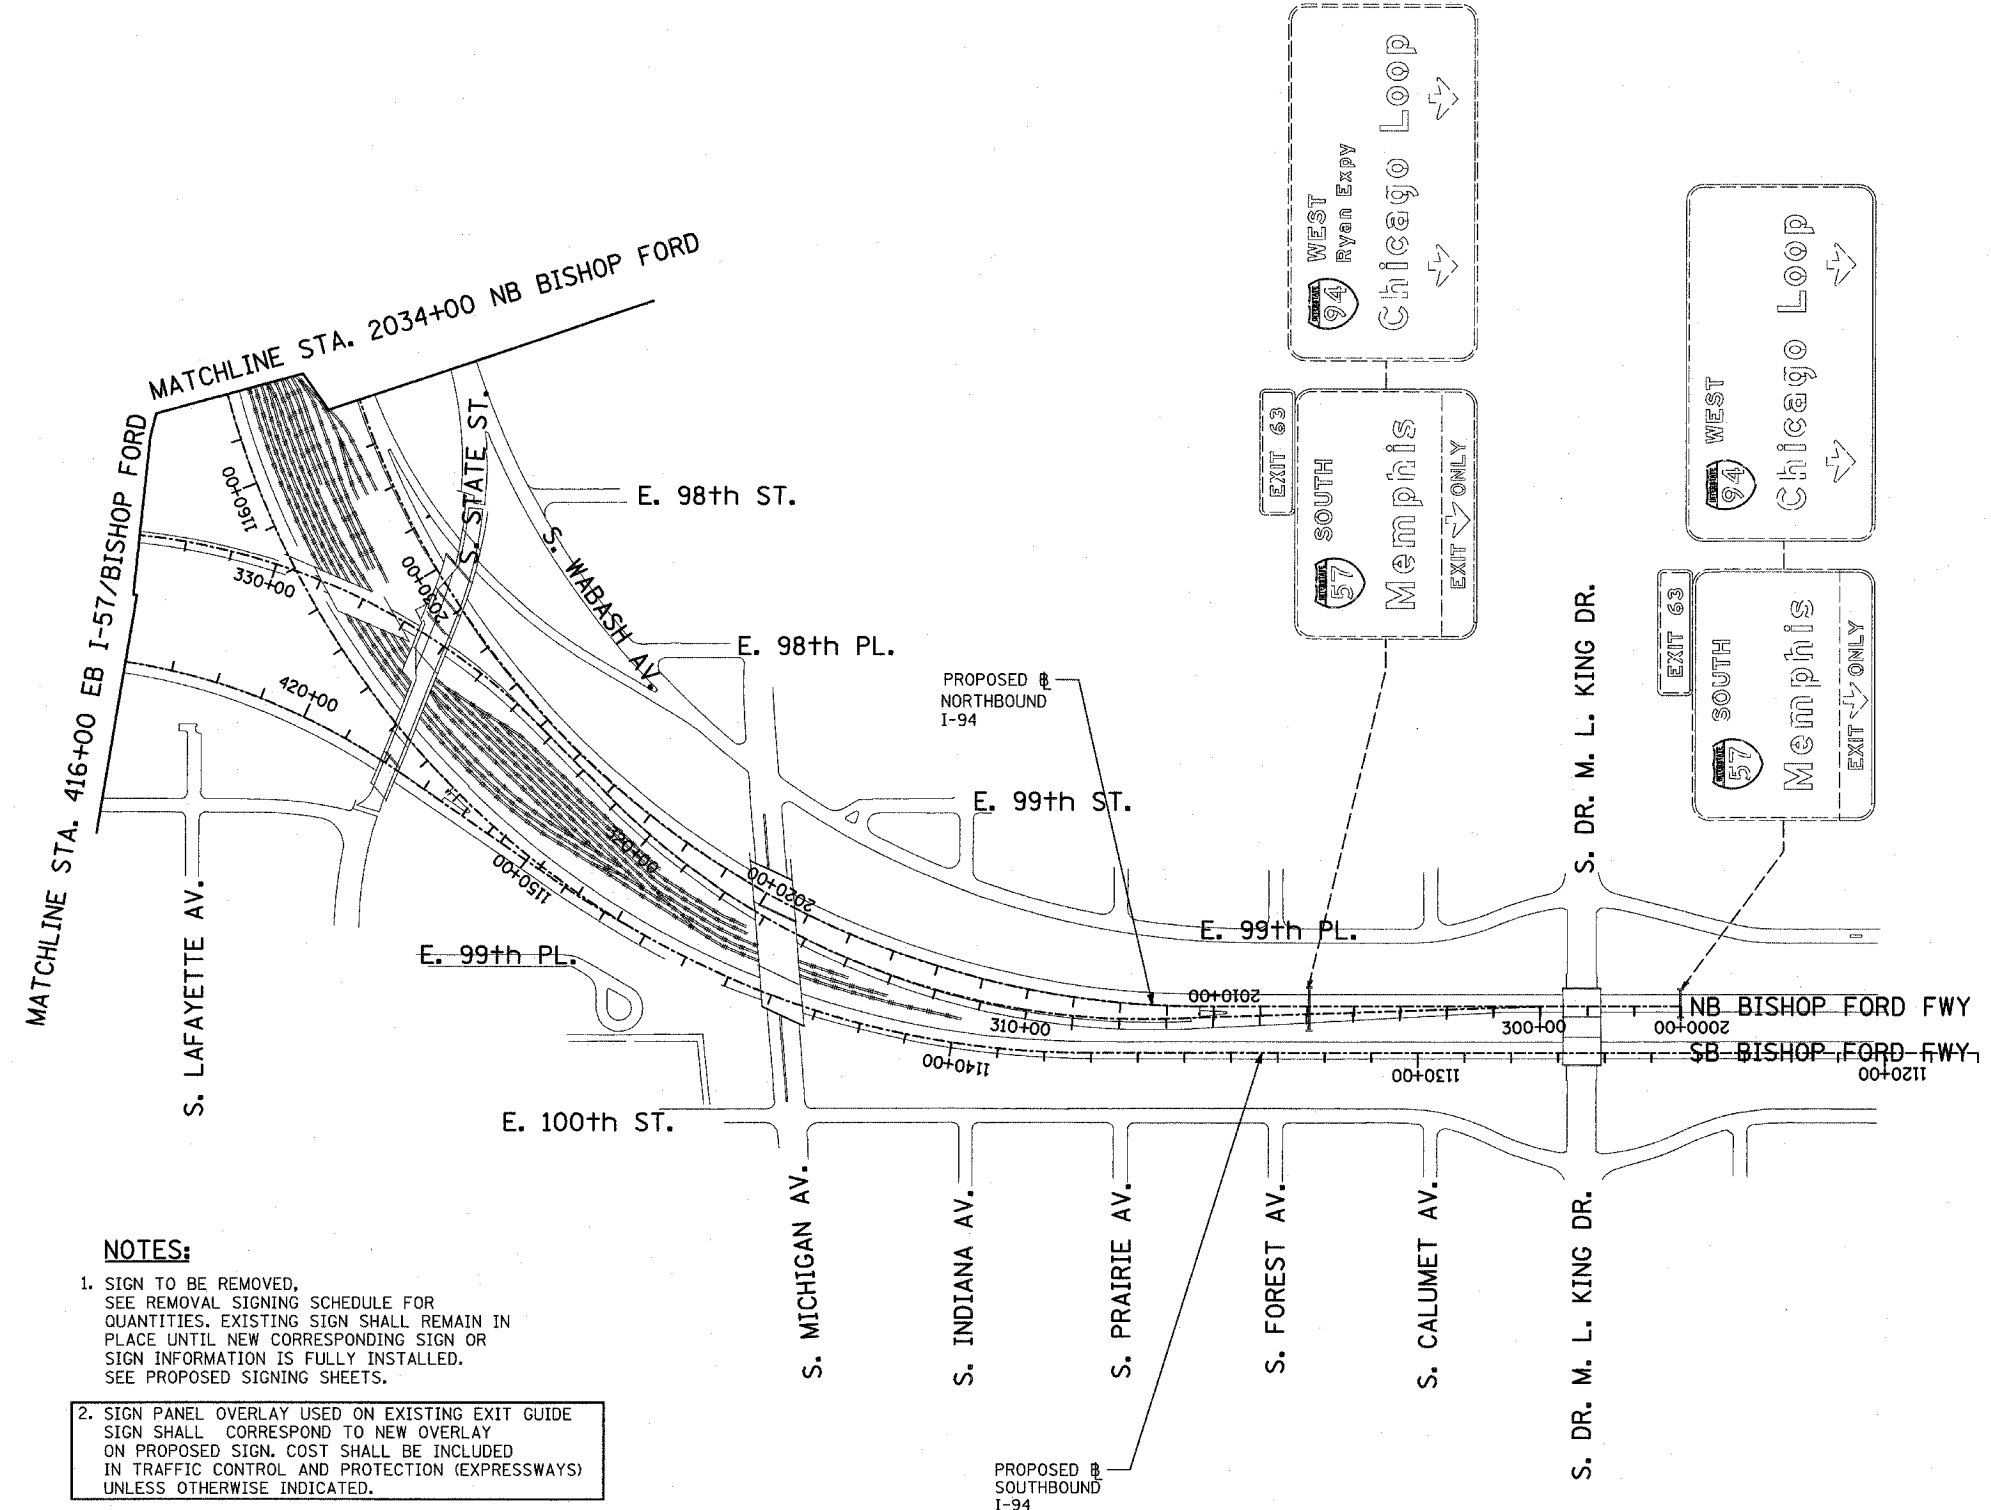 INTERSTATE
94
WEST
Ryan Expy
Chicago Loop
EXIT 63
INTERSTATE
57
SOUTH
Memphis
EXIT ONLY
INTERSTATE
94
WEST
Chicago Loop
EXIT 63
INTERSTATE
57
SOUTH
Memphis
EXIT ONLY
MATCHLINE STA. 2034+00 NB BISHOP FORD
MATCHLINE STA. 416+00 EB I-57/BISHOP FORD
S. STATE ST.
E. 98th ST.
S. WABASH AV.
E. 98th PL.
1160+00
330+00
2030+00
420+00
PROPOSED BL
NORTHBOUND
I-94
E. 99th ST.
S. DR. M. L. KING DR.
1150+00
2020+00
E. 99th PL.
E. 99th PL.
S. LAFAYETTE AV.
2010+00
310+00
300+00
2000+00
NB BISHOP FORD FWY
SB BISHOP FORD FWY
1140+00
1130+00
1120+00
E. 100th ST.
S. MICHIGAN AV.
S. INDIANA AV.
S. PRAIRIE AV.
S. FOREST AV.
S. CALUMET AV.
S. DR. M. L. KING DR.
PROPOSED BL
SOUTHBOUND
I-94
NOTES:
1. SIGN TO BE REMOVED,
SEE REMOVAL SIGNING SCHEDULE FOR
QUANTITIES. EXISTING SIGN SHALL REMAIN IN
PLACE UNTIL NEW CORRESPONDING SIGN OR
SIGN INFORMATION IS FULLY INSTALLED.
SEE PROPOSED SIGNING SHEETS.
2. SIGN PANEL OVERLAY USED ON EXISTING EXIT GUIDE
SIGN SHALL CORRESPOND TO NEW OVERLAY
ON PROPOSED SIGN. COST SHALL BE INCLUDED
IN TRAFFIC CONTROL AND PROTECTION (EXPRESSWAYS)
UNLESS OTHERWISE INDICATED.